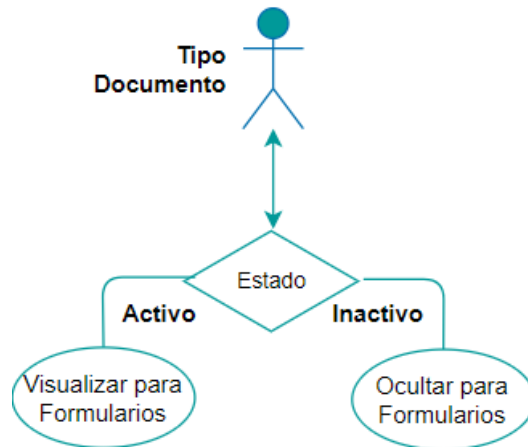 Tipo
Documento
Estado
Activo
Inactivo
Visualizar para
Formularios
Ocultar para
Formularios